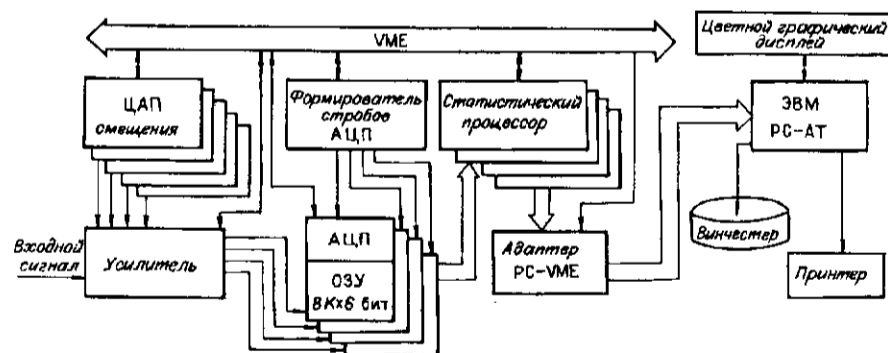 VME
Цветной графический
дисплей
ЦАП
смещения
Формирователь
стробов
АЦП
Статистический
процессор
ЭВМ
PC-AT
Входной
сигнал
Усилитель
АЦП
ОЗУ
8К×6 бит
Адаптер
PC-VME
Винчестер
Принтер